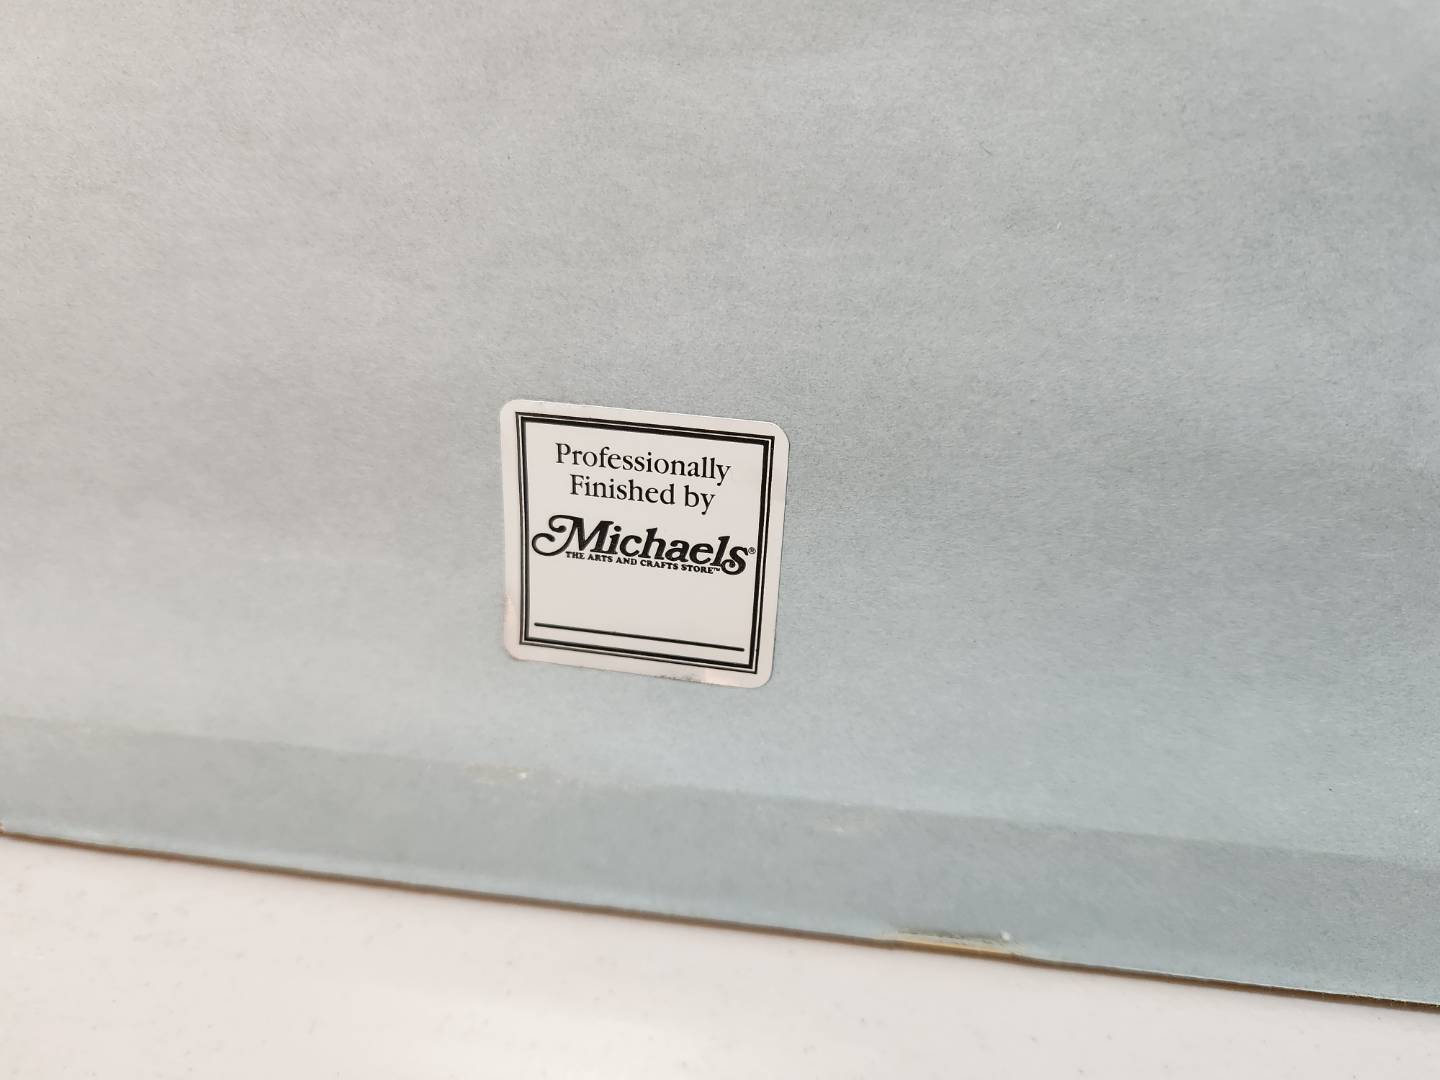 Professionally
Finished by
Michaels®
THE ARTS AND CRAFTS STORE™